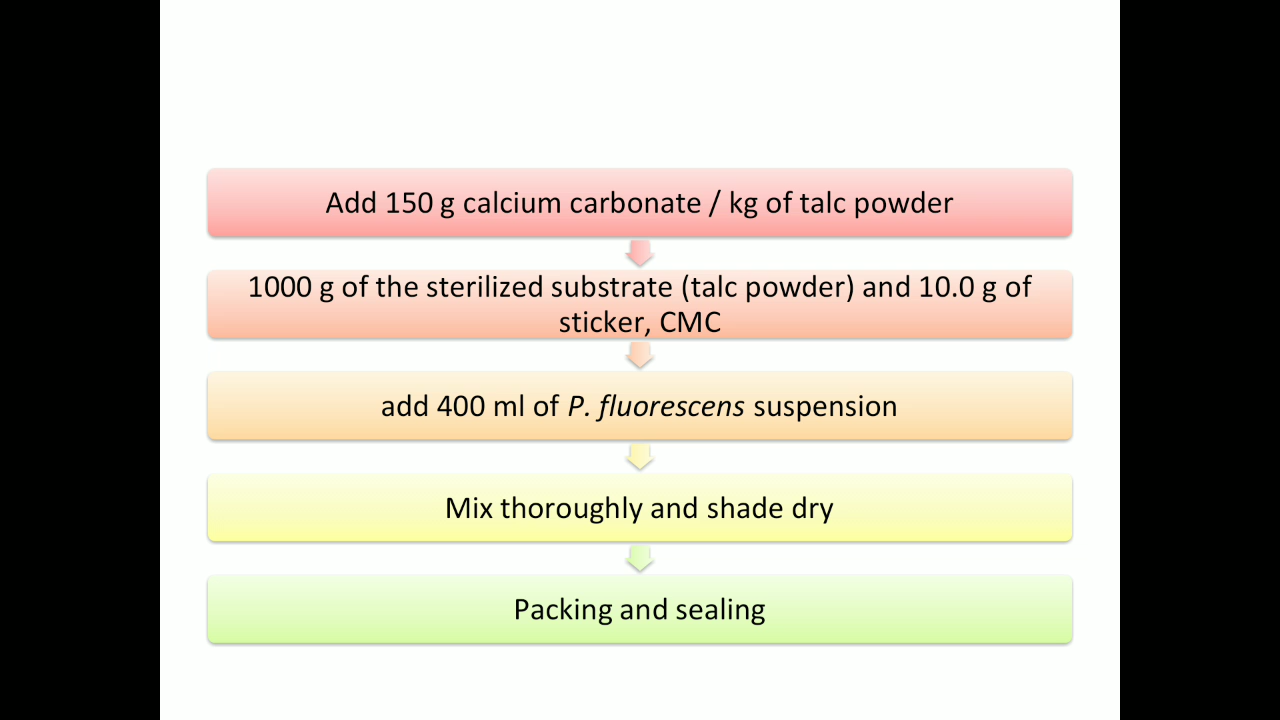 Add 150 g calcium carbonate / kg of talc powder
1000 g of the sterilized substrate (talc powder) and 10.0 g of
sticker, CMC
add 400 ml of P. fluorescens suspension
Mix thoroughly and shade dry
Packing and sealing